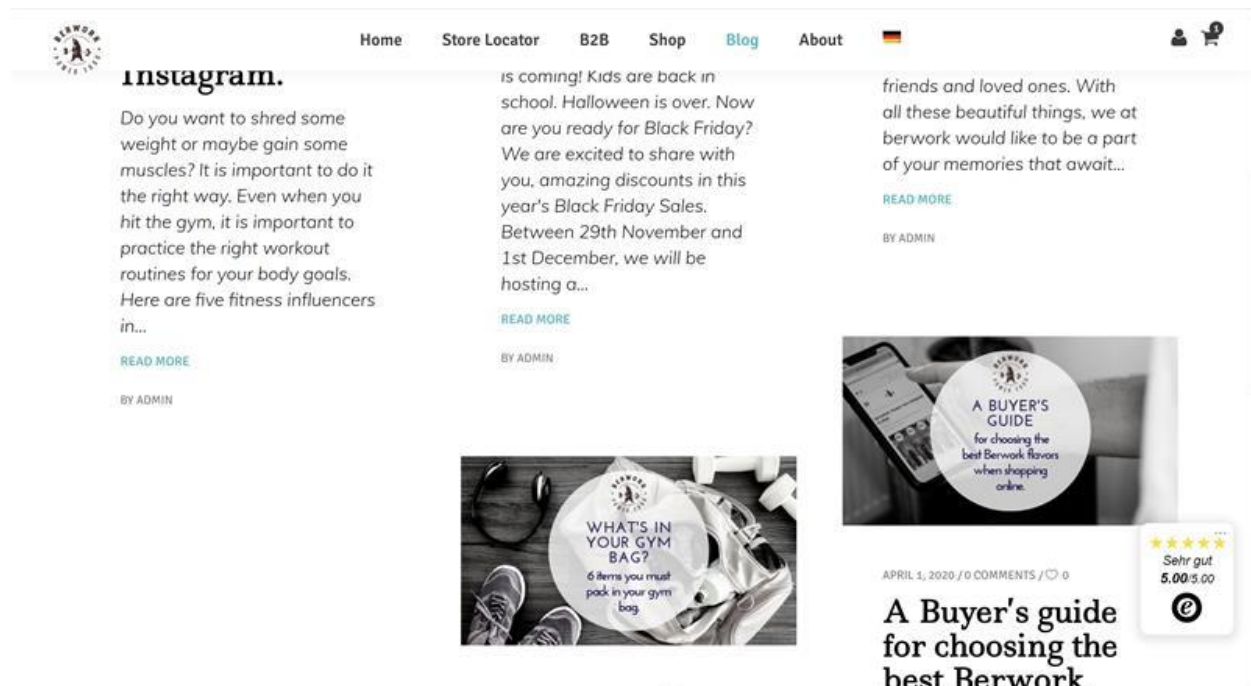 BERWORK
POWER FOOD
Home Store Locator B2B Shop Blog About
1
Instagram.
Do you want to shred some
weight or maybe gain some
muscles? It is important to do it
the right way. Even when you
hit the gym, it is important to
practice the right workout
routines for your body goals.
Here are five fitness influencers
in...
READ MORE
BY ADMIN
is coming! Kids are back in
school. Halloween is over. Now
are you ready for Black Friday?
We are excited to share with
you, amazing discounts in this
year's Black Friday Sales.
Between 29th November and
1st December, we will be
hosting a...
READ MORE
BY ADMIN
BERWORK
WHAT'S IN
YOUR GYM
BAG?
6 items you must
pack in your gym
bag.
friends and loved ones. With
all these beautiful things, we at
berwork would like to be a part
of your memories that await...
READ MORE
BY ADMIN
BERWORK
A BUYER'S
GUIDE
for choosing the
best Berwork flavors
when shopping
online.
APRIL 1, 2020 / 0 COMMENTS / 0
A Buyer's guide
for choosing the
best Berwork
Sehr gut
5.00/5.00
e